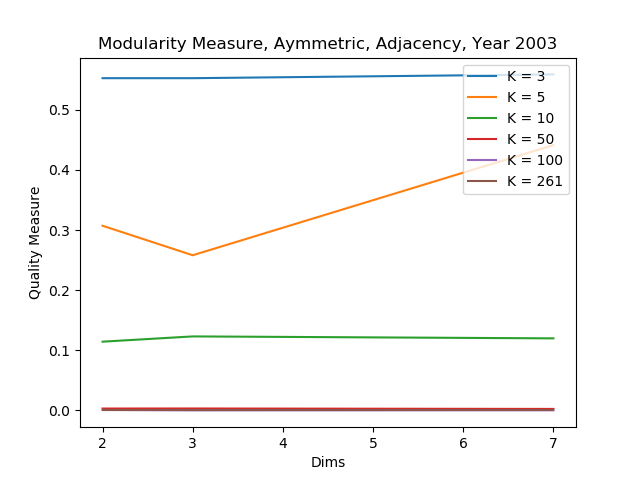 Modularity Measure, Aymmetric, Adjacency, Year 2003
K = 3
K = 5
K = 10
K = 50
K = 100
K = 261
Quality Measure
0.5
0.4
0.3
0.2
0.1
0.0
2 3 4 5 6 7
Dims